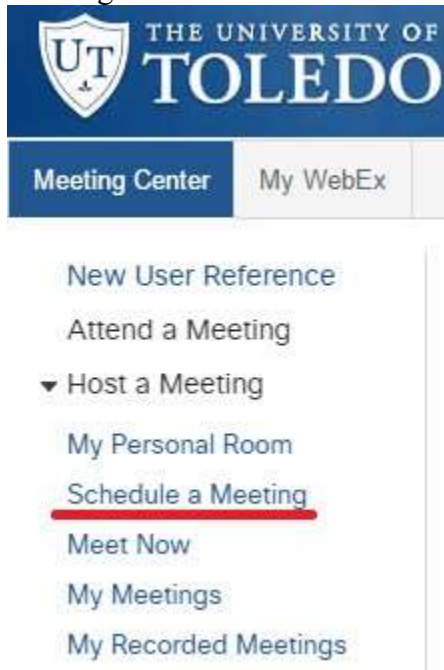 UT
THE UNIVERSITY OF
TOLEDO
Meeting Center
My WebEx
New User Reference
Attend a Meeting
Host a Meeting
My Personal Room
Schedule a Meeting
Meet Now
My Meetings
My Recorded Meetings